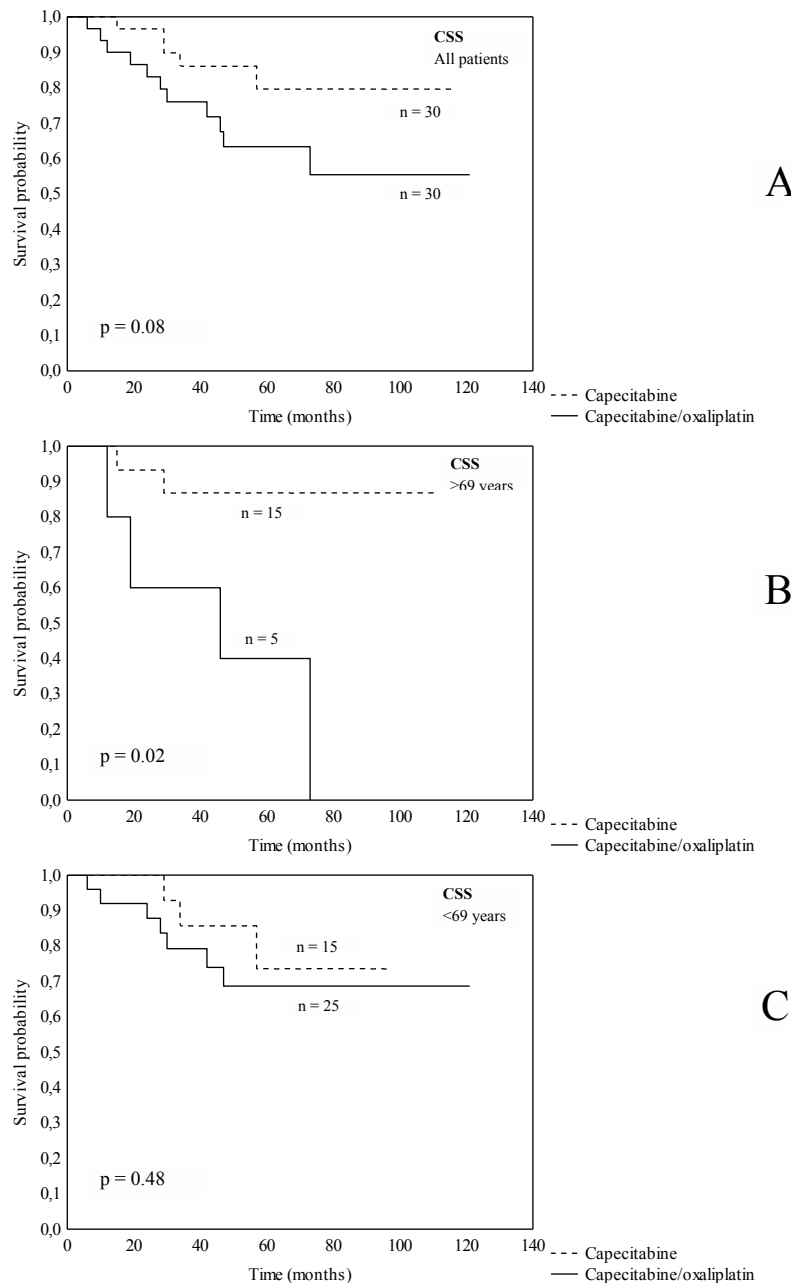 1,0
0,9
0,8
0,7
0,6
0,5
0,4
0,3
0,2
0,1
0,0
Survival probability
CSS
All patients
n = 30
n = 30
p = 0.08
0 20 40 60 80 100 120 140
Time (months)
Capecitabine
Capecitabine/oxaliplatin
A
1,0
0,9
0,8
0,7
0,6
0,5
0,4
0,3
0,2
0,1
0,0
Survival probability
CSS
>69 years
n = 15
n = 5
p = 0.02
0 20 40 60 80 100 120 140
Time (months)
Capecitabine
Capecitabine/oxaliplatin
B
1,0
0,9
0,8
0,7
0,6
0,5
0,4
0,3
0,2
0,1
0,0
Survival probability
CSS
<69 years
n = 15
n = 25
p = 0.48
0 20 40 60 80 100 120 140
Time (months)
Capecitabine
Capecitabine/oxaliplatin
C